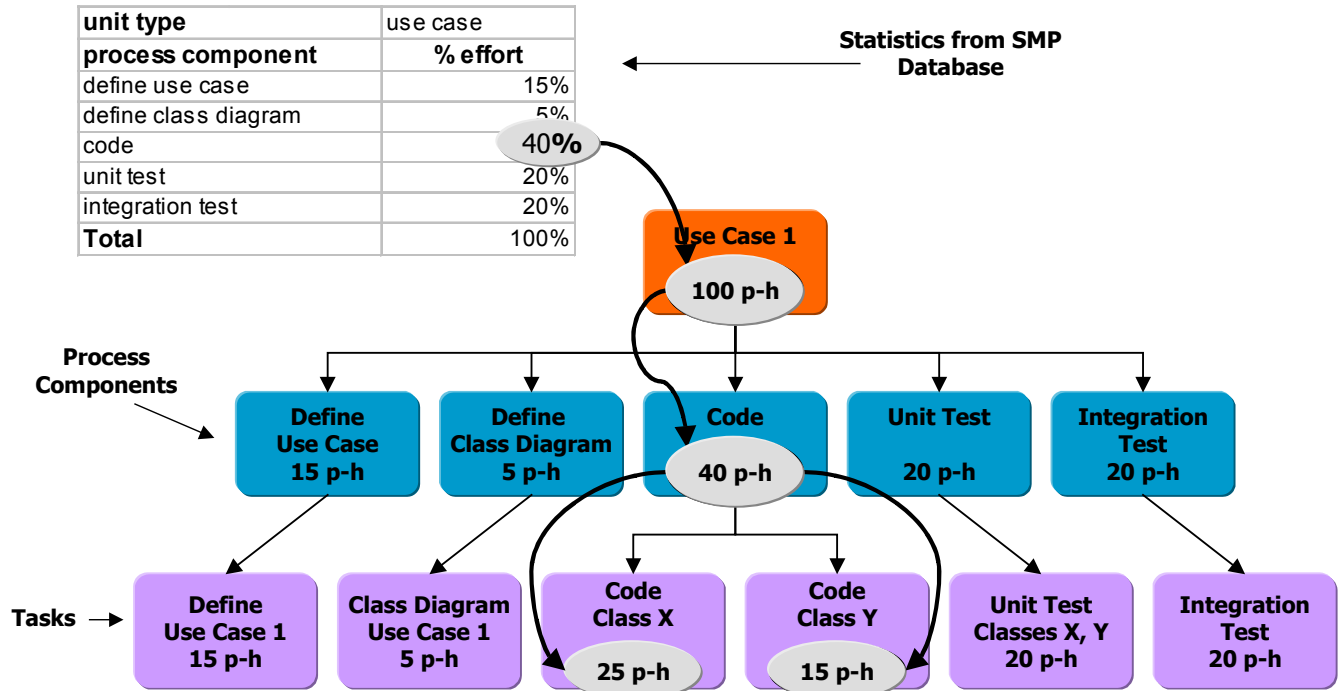 unit type use case
process component % effort
define use case 15%
define class diagram 5%
code 40%
unit test 20%
integration test 20%
Total 100%
Statistics from SMP
Database
Use Case 1
100 p-h
Process
Components
Define
Use Case
15 p-h
Define
Class Diagram
5 p-h
Code
40 p-h
Unit Test
20 p-h
Integration
Test
20 p-h
Tasks
Define
Use Case 1
15 p-h
Class Diagram
Use Case 1
5 p-h
Code
Class X
25 p-h
Code
Class Y
15 p-h
Unit Test
Classes X, Y
20 p-h
Integration
Test
20 p-h